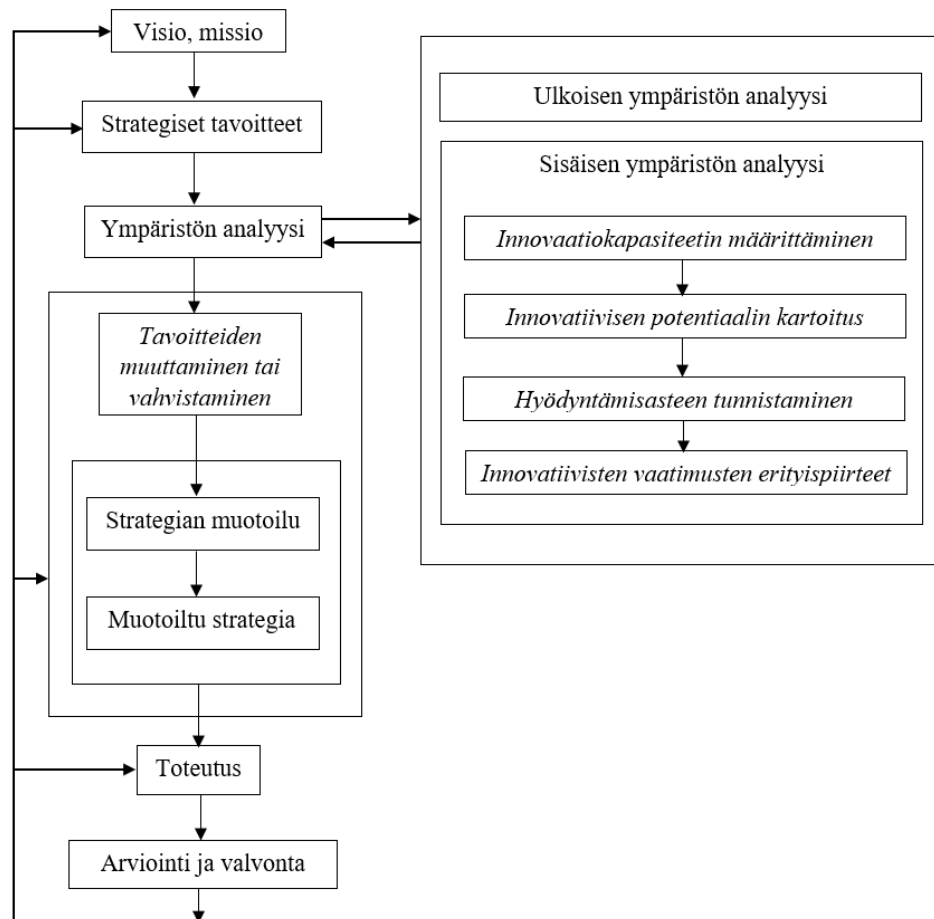 Visio, missio
Strategiset tavoitteet
Ympäristön analyysi
Tavoitteiden
muuttaminen tai
vahvistaminen
Strategian muotoilu
Muotoiltu strategia
Toteutus
Arviointi ja valvonta
Ulkoisen ympäristön analyysi
Sisäisen ympäristön analyysi
Innovaatiokapasiteetin määrittäminen
Innovatiivisen potentiaalin kartoitus
Hyödyntämisasteen tunnistaminen
Innovatiivisten vaatimusten erityispiirteet